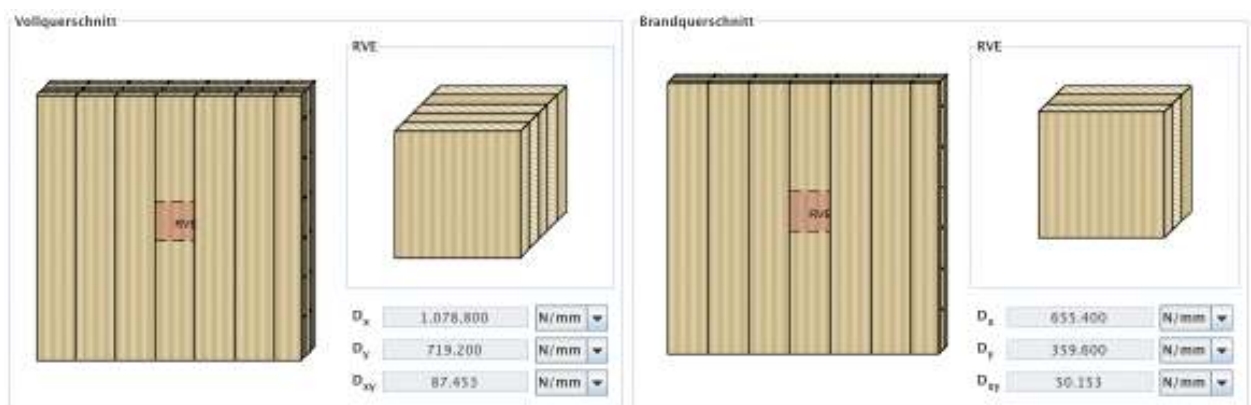 Vollquerschnitt
RVE
RVE
Dx 1.078.800 N/mm
Dy 719.200 N/mm
Dxy 87.453 N/mm
Brandquerschnitt
RVE
RVE
Dx 655.400 N/mm
Dy 359.600 N/mm
Dxy 50.153 N/mm